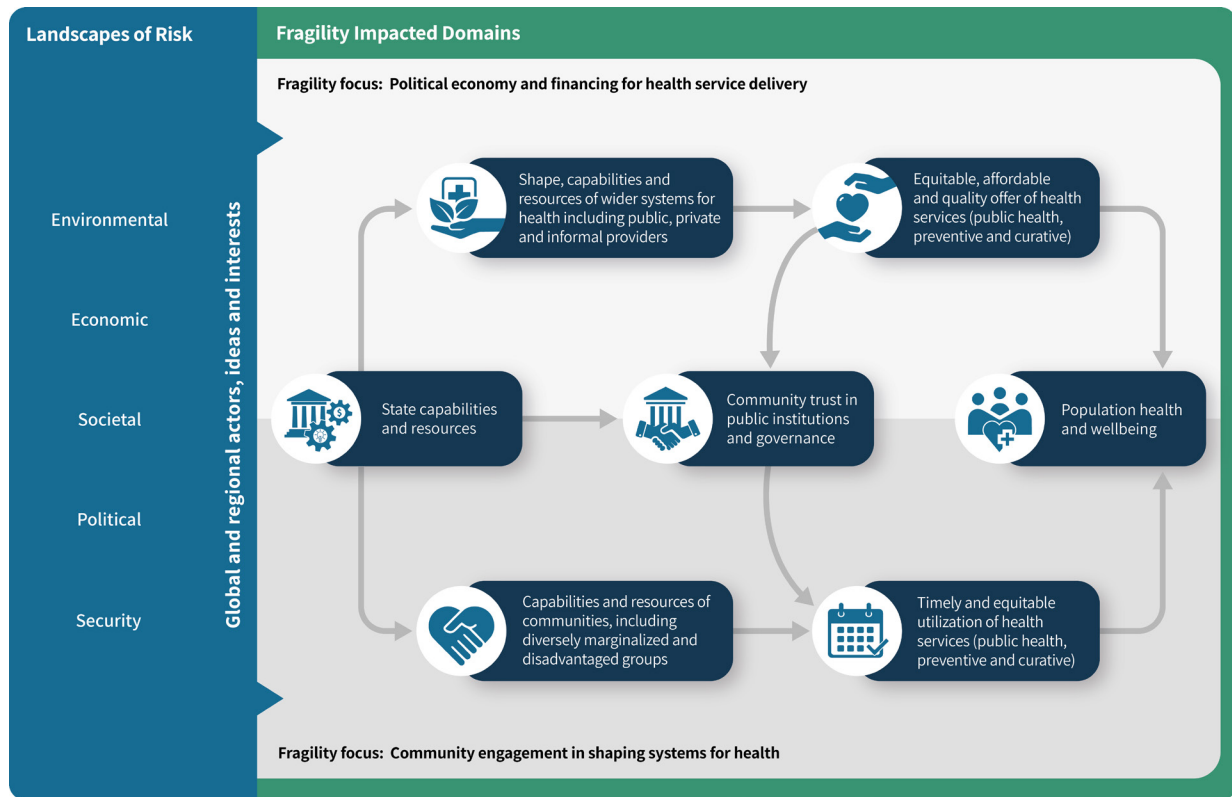 Landscapes of Risk
Fragility Impacted Domains
Fragility focus: Political economy and financing for health service delivery
Environmental
Economic
Societal
Political
Security
Global and regional actors, ideas and interests
Shape, capabilities and
resources of wider systems for
health including public, private
and informal providers
Equitable, affordable
and quality offer of health
services (public health,
preventive and curative)
$
State capabilities
and resources
Community trust in
public institutions
and governance
Population health
and wellbeing
Capabilities and resources of
communities, including
diversely marginalized and
disadvantaged groups
Timely and equitable
utilization of health
services (public health,
preventive and curative)
Fragility focus: Community engagement in shaping systems for health